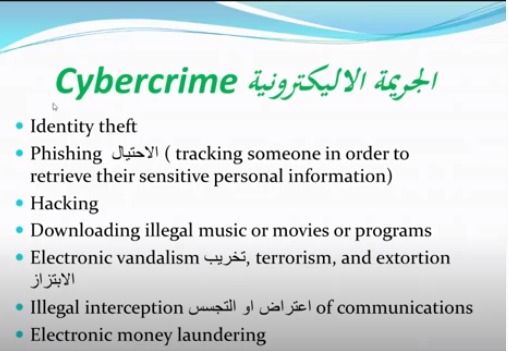 Cybercrime الجريمة الاليكترونية
• Identity theft
• Phishing الاحتيال ( tracking someone in order to
retrieve their sensitive personal information)
• Hacking
• Downloading illegal music or movies or programs
• Electronic vandalism تخريب, terrorism, and extortion
الابتزاز
• Illegal interception اعتراض او التجسس of communications
• Electronic money laundering